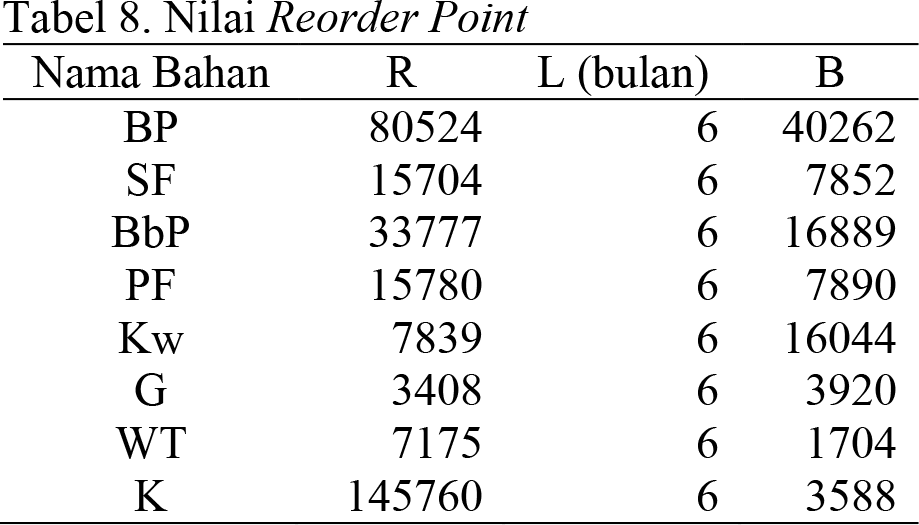 Tabel 8. Nilai Reorder Point
Nama Bahan R L (bulan) B
BP 80524 6 40262
SF 15704 6 7852
BbP 33777 6 16889
PF 15780 6 7890
Kw 7839 6 16044
G 3408 6 3920
WT 7175 6 1704
K 145760 6 3588